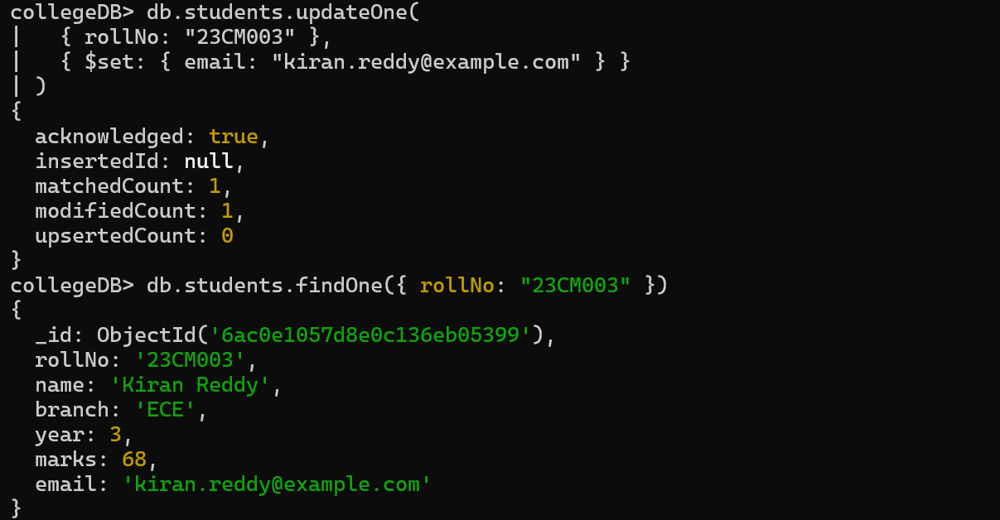 collegeDB> db.students.updateOne(
|   { rollNo: "23CM003" },
|   { $set: { email: "kiran.reddy@example.com" } }
| )
{
  acknowledged: true,
  insertedId: null,
  matchedCount: 1,
  modifiedCount: 1,
  upsertedCount: 0
}
collegeDB> db.students.findOne({ rollNo: "23CM003" })
{
  _id: ObjectId('6ac0e1057d8e0c136eb05399'),
  rollNo: '23CM003',
  name: 'Kiran Reddy',
  branch: 'ECE',
  year: 3,
  marks: 68,
  email: 'kiran.reddy@example.com'
}